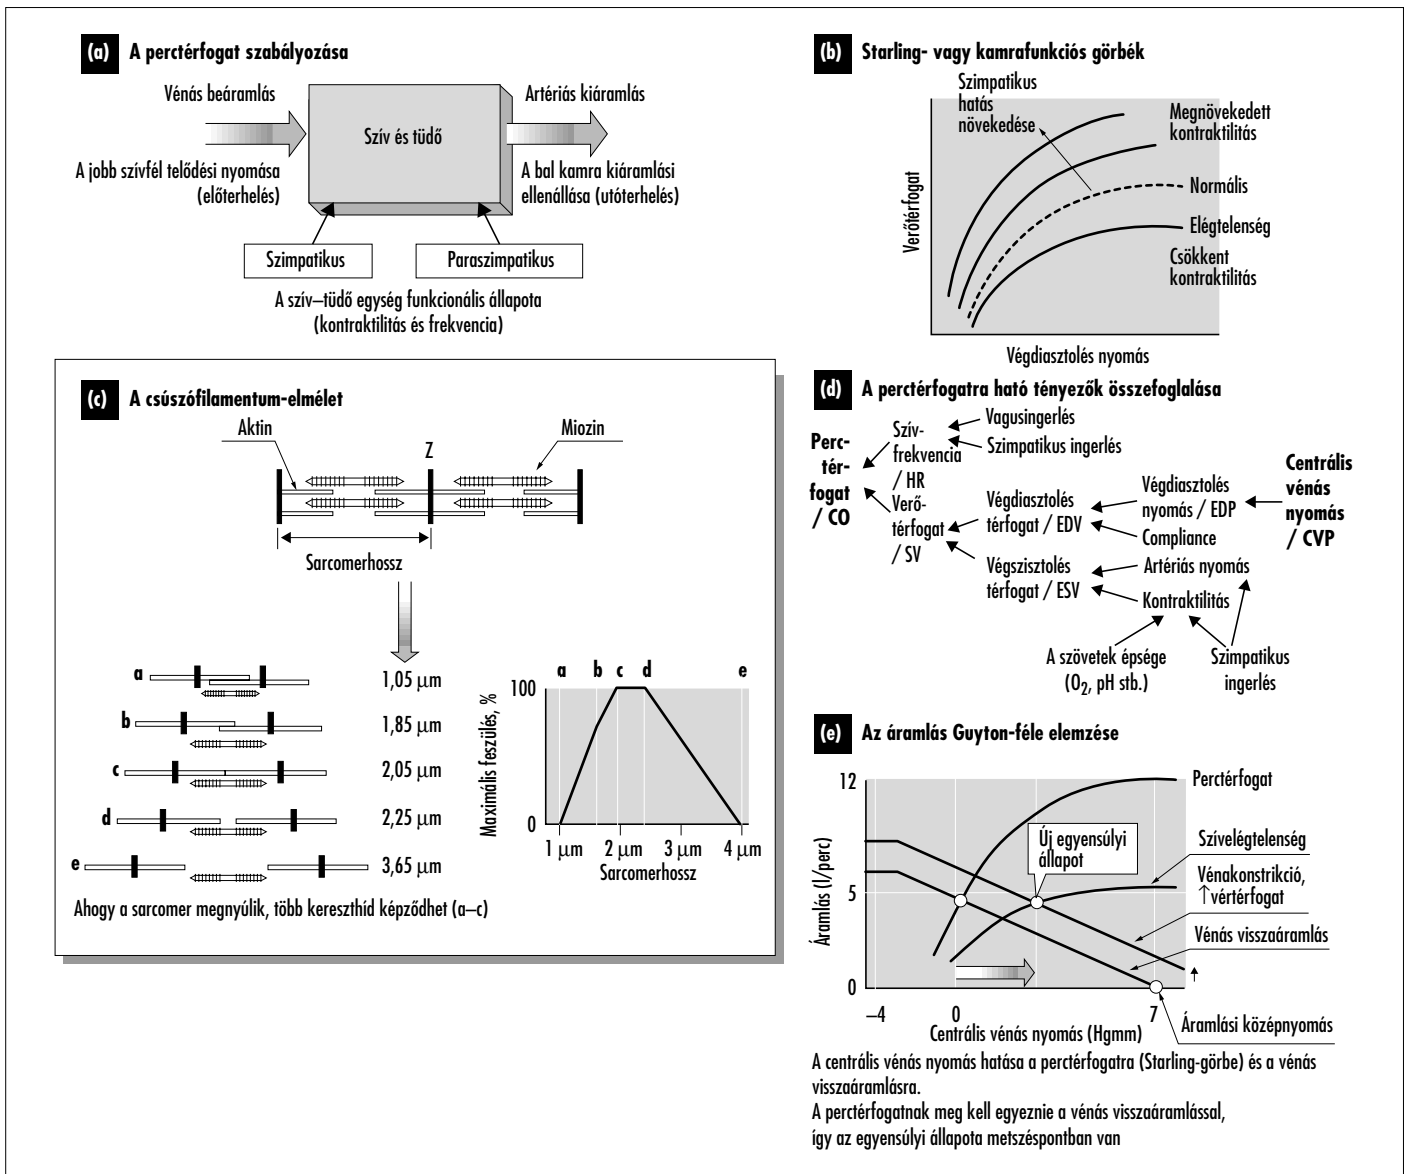 (a) A perctérfogat szabályozása
Vénás beáramlás
A jobb szívfél telődési nyomása
(előterhelés)
Szív és tüdő
Artériás kiáramlás
A bal kamra kiáramlási
ellenállása (utóterhelés)
Szimpatikus
Paraszimpatikus
A szív–tüdő egység funkcionális állapota
(kontraktilitás és frekvencia)
(b) Starling- vagy kamrafunkciós görbék
Szimpatikus
hatás
növekedése
Megnövekedett
kontraktilitás
Normális
Elégtelenség
Csökkent
kontraktilitás
Verőtérfogat
Végdiasztolés nyomás
(c) A csúszófilamentum-elmélet
Aktin
Z
Miozin
Sarcomerhossz
a 1,05 µm
b 1,85 µm
c 2,05 µm
d 2,25 µm
e 3,65 µm
a b c d e
100
0
Maximális feszülés, %
1 µm 2 µm 3 µm 4 µm
Sarcomerhossz
Ahogy a sarcomer megnyúlik, több kereszthíd képződhet (a–c)
(d) A perctérfogatra ható tényezők összefoglalása
Perc-
tér-
fogat
/ CO
Szív-
frekvencia
/ HR
Vagusingerlés
Szimpatikus ingerlés
Verő-
térfogat
/ SV
Végdiasztolés
térfogat / EDV
Végszisztolés
térfogat / ESV
Végdiasztolés
nyomás / EDP
Compliance
Artériás nyomás
Kontraktilitás
Centrális
vénás
nyomás
/ CVP
A szövetek épsége
(O₂, pH stb.)
Szimpatikus
ingerlés
(e) Az áramlás Guyton-féle elemzése
12
5
0
Áramlás (l/perc)
Új egyensúlyi
állapot
Perctérfogat
Szívelégtelenség
Vénakonstrikció,
↑vértérfogat
Vénás visszaáramlás
↑
Áramlási középnyomás
–4 0 7
Centrális vénás nyomás (Hgmm)
A centrális vénás nyomás hatása a perctérfogatra (Starling-görbe) és a vénás
visszaáramlásra.
A perctérfogatnak meg kell egyeznie a vénás visszaáramlással,
így az egyensúlyi állapota metszéspontban van